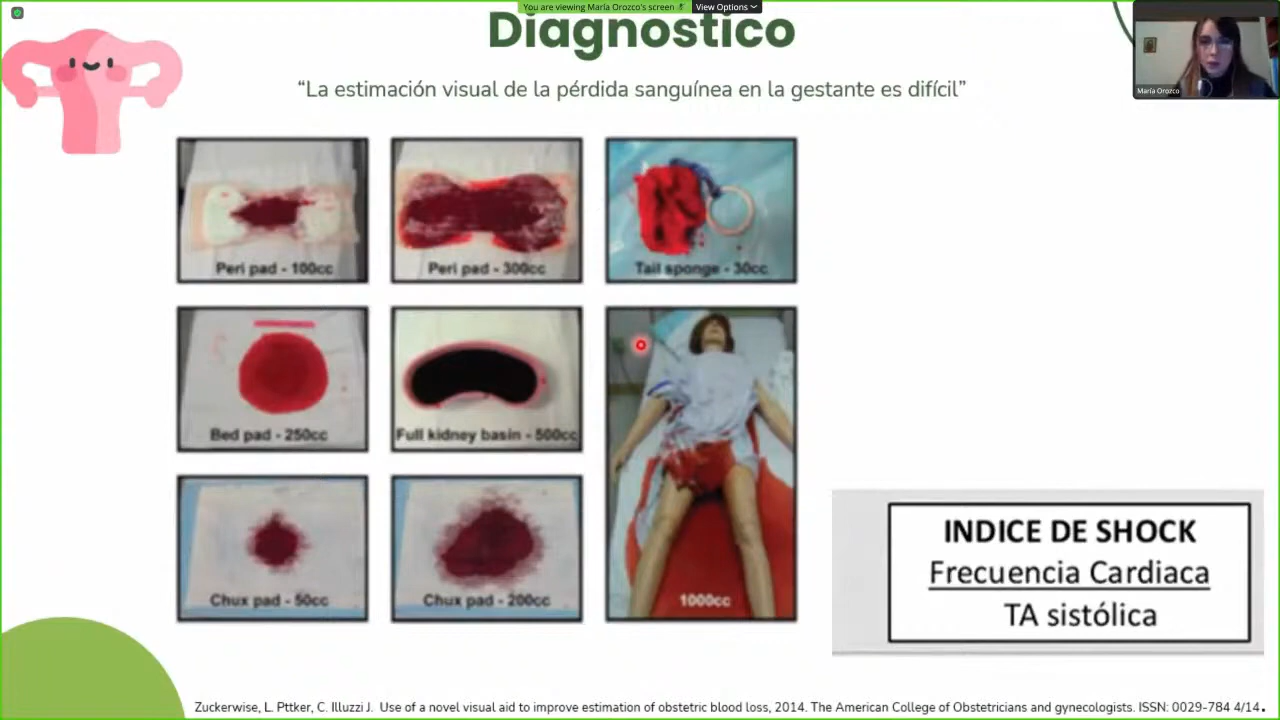 You are viewing María Orozco's screen
View Options
Diagnostico
María Orozco
“La estimación visual de la pérdida sanguínea en la gestante es difícil”
Peri pad - 100cc
Peri pad - 300cc
Tail sponge - 30cc
Bed pad - 250cc
Full kidney basin - 500cc
Chux pad - 50cc
Chux pad - 200cc
1000cc
INDICE DE SHOCK
Frecuencia Cardiaca
TA sistólica
Zuckerwise, L. Pttker, C. Illuzzi J. Use of a novel visual aid to improve estimation of obstetric blood loss, 2014. The American College of Obstetricians and gynecologists. ISSN: 0029-784 4/14.